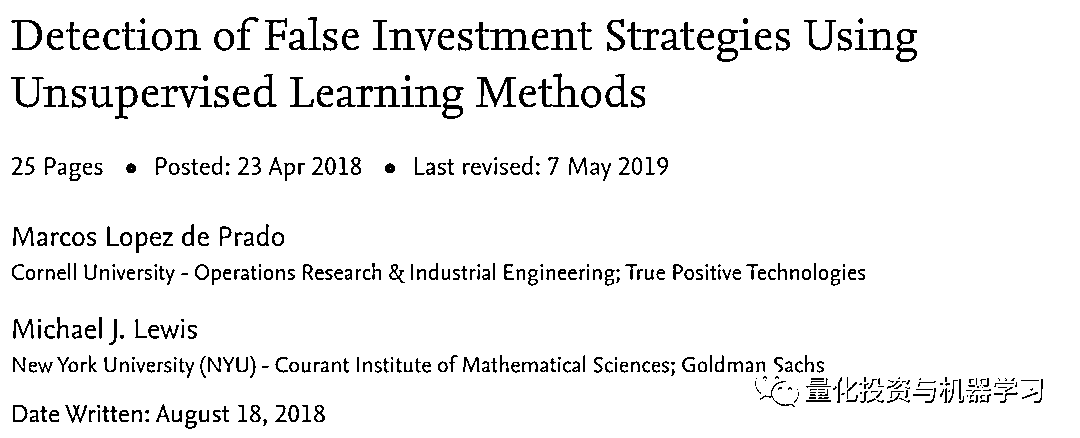 Detection of False Investment Strategies Using
Unsupervised Learning Methods
25 Pages • Posted: 23 Apr 2018 • Last revised: 7 May 2019
Marcos Lopez de Prado
Cornell University - Operations Research & Industrial Engineering; True Positive Technologies
Michael J. Lewis
New York University (NYU) - Courant Institute of Mathematical Sciences; Goldman Sachs
量化投资与机器学习
Date Written: August 18, 2018